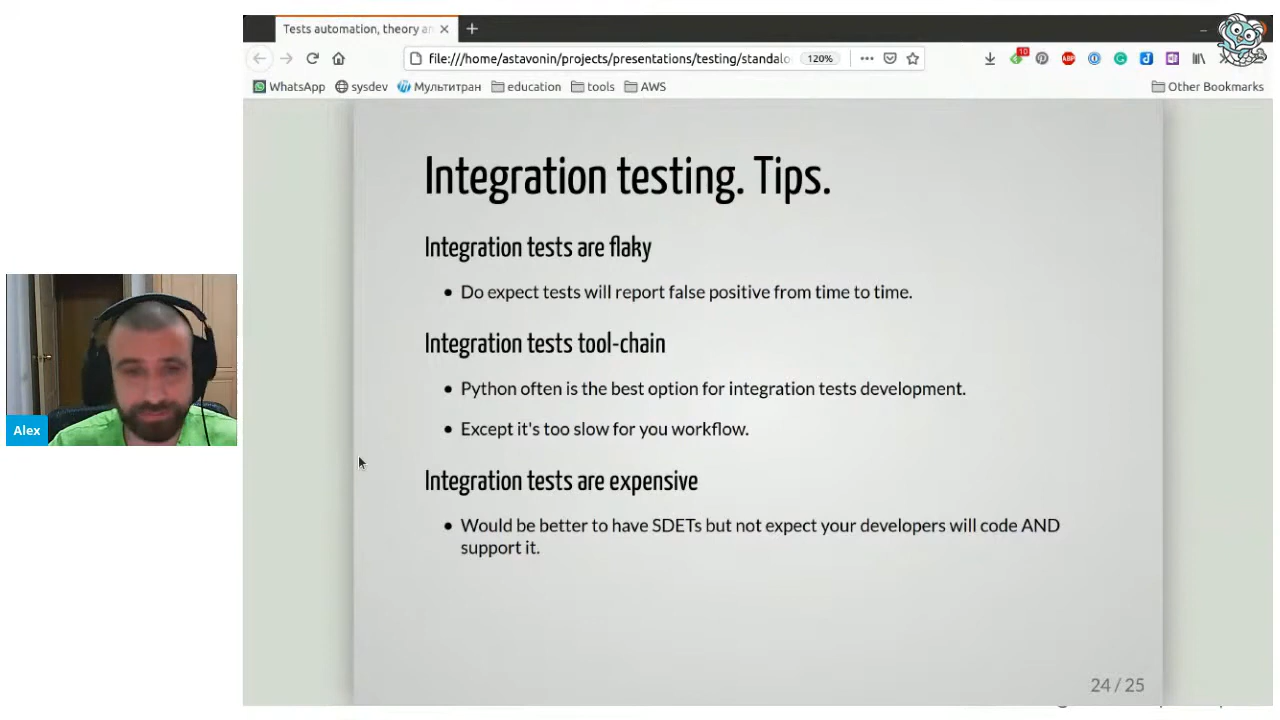 Tests automation, theory an
file:///home/astavonin/projects/presentations/testing/standalo
120%
10
ABP
WhatsApp
sysdev
Мультитран
education
tools
AWS
Other Bookmarks
Integration testing. Tips.
Integration tests are flaky
• Do expect tests will report false positive from time to time.
Integration tests tool-chain
• Python often is the best option for integration tests development.
• Except it's too slow for you workflow.
Alex
Integration tests are expensive
• Would be better to have SDETs but not expect your developers will code AND
support it.
24 / 25